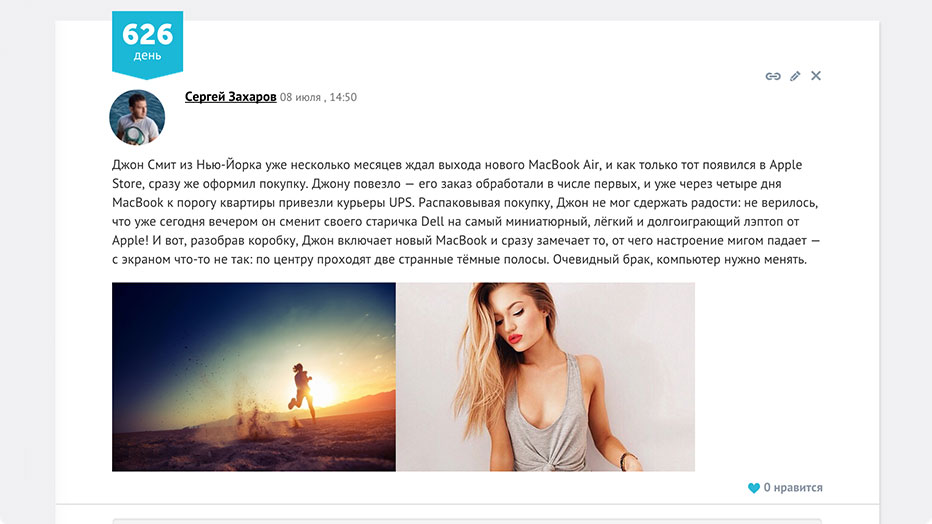 626
день
Сергей Захаров 08 июля , 14:50
Джон Смит из Нью-Йорка уже несколько месяцев ждал выхода нового MacBook Air, и как только тот появился в Apple
Store, сразу же оформил покупку. Джону повезло — его заказ обработали в числе первых, и уже через четыре дня
MacBook к порогу квартиры привезли курьеры UPS. Распаковывая покупку, Джон не мог сдержать радости: не верилось,
что уже сегодня вечером он сменит своего старичка Dell на самый миниатюрный, лёгкий и долгоиграющий лэптоп от
Apple! И вот, разобрав коробку, Джон включает новый MacBook и сразу замечает то, от чего настроение мигом падает —
с экраном что-то не так: по центру проходят две странные тёмные полосы. Очевидный брак, компьютер нужно менять.
0 нравится